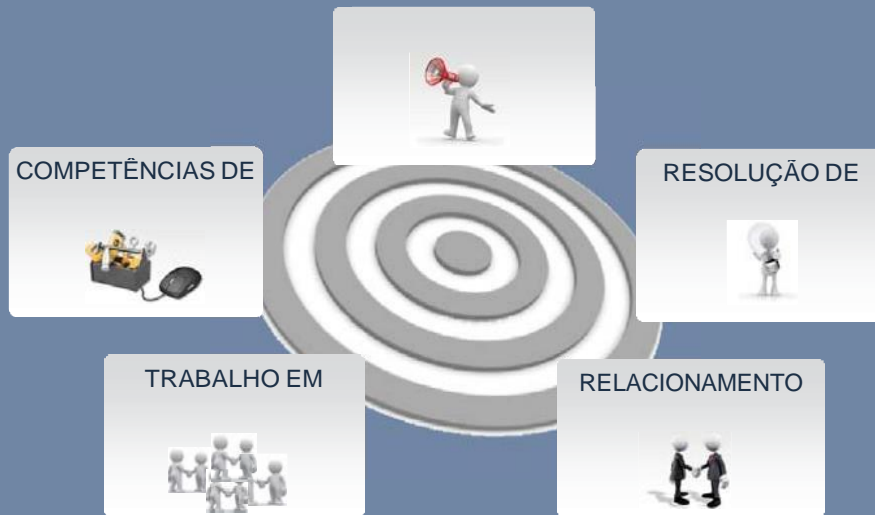 COMPETÊNCIAS DE
RESOLUÇÃO DE
TRABALHO EM
RELACIONAMENTO